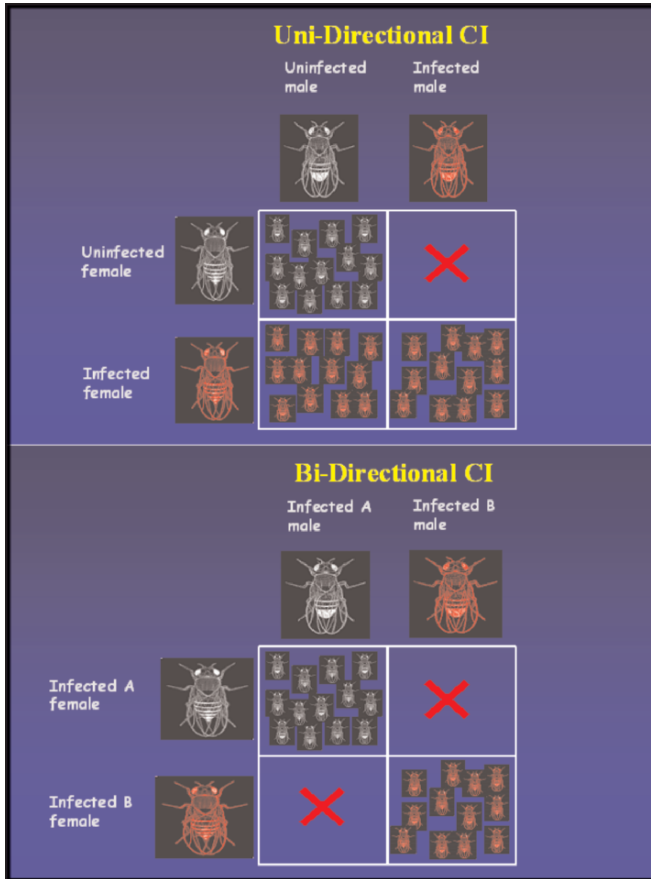 Uni-Directional CI
Uninfected
male
Infected
male
Uninfected
female
Infected
female
Bi-Directional CI
Infected A
male
Infected B
male
Infected A
female
Infected B
female